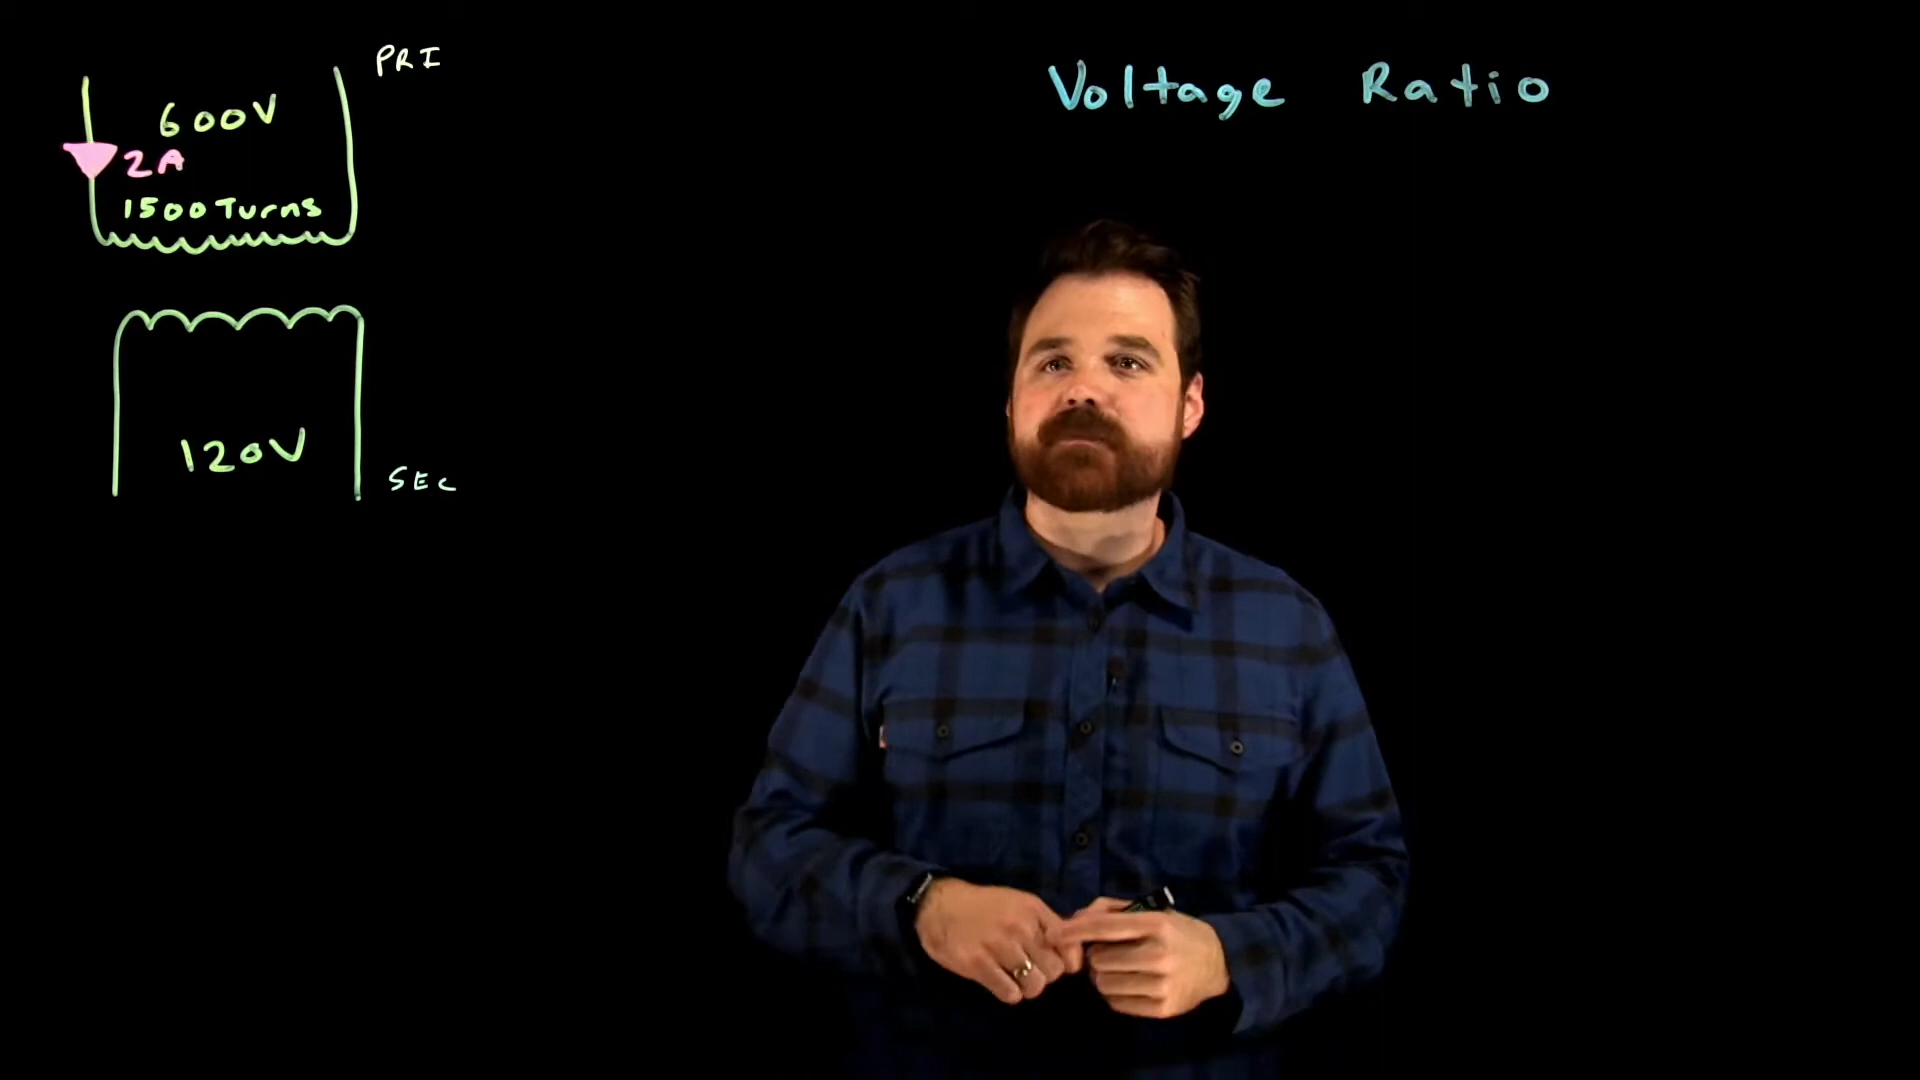 PRI
600V
2A
1500 Turns
120V
SEC
Voltage Ratio